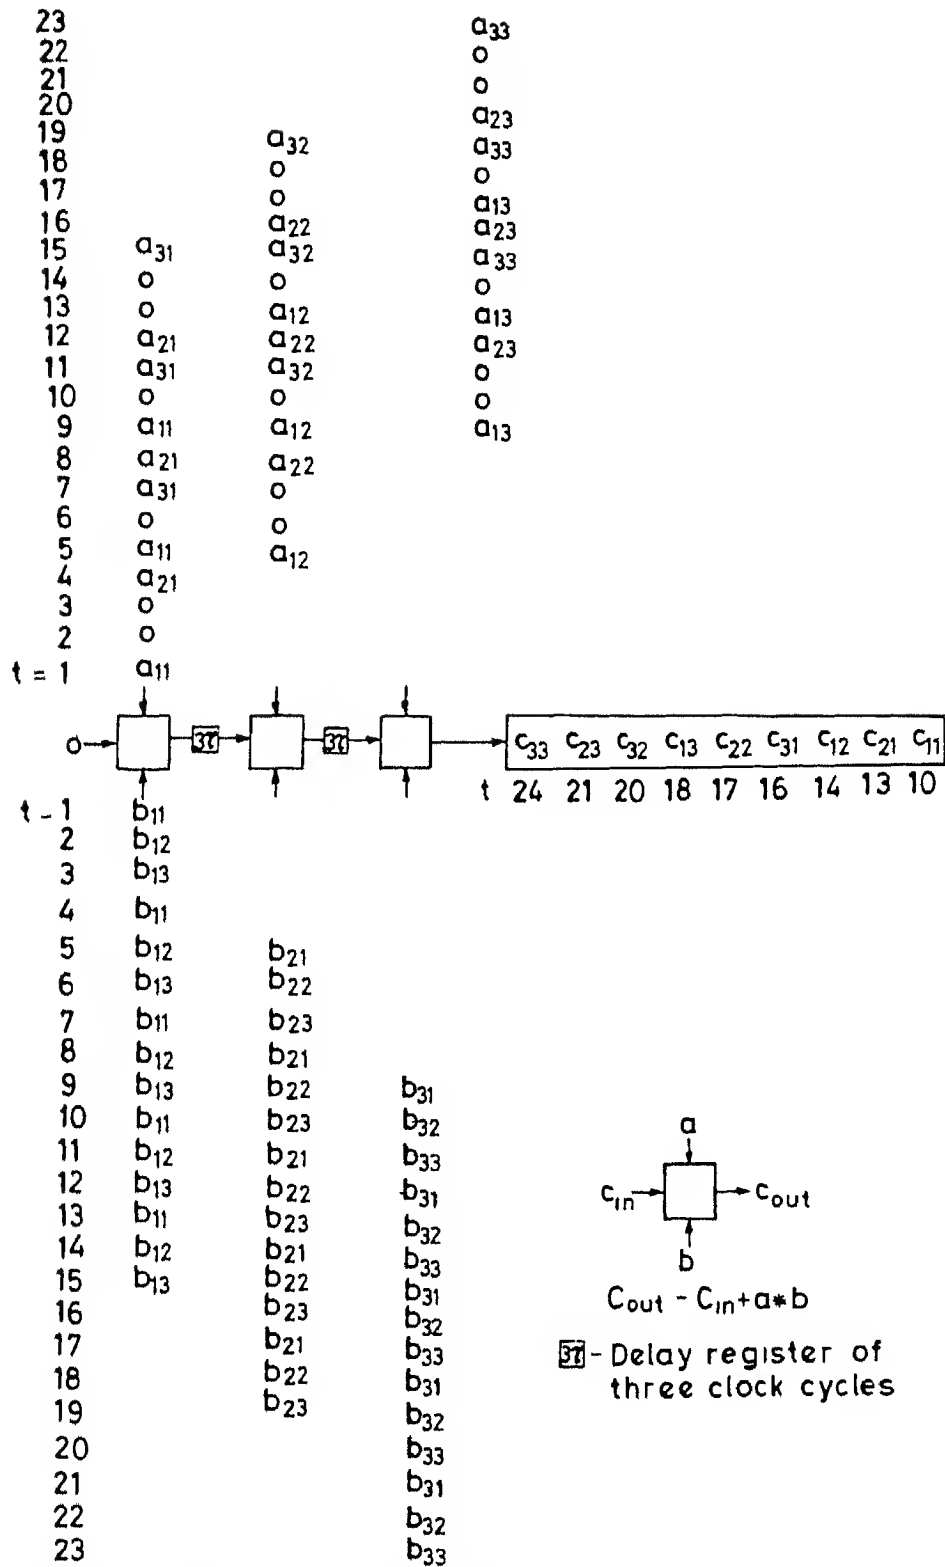 23 a33
22 o
21 o
20 a23
19 a32 a33
18 o o
17 o a13
16 a22 a23
15 a31 a32 a33
14 o o o
13 o a12 a13
12 a21 a22 a23
11 a31 a32 o
10 o o o
9 a11 a12 a13
8 a21 a22
7 a31 o
6 o o
5 a11 a12
4 a21
3 o
2 o
t = 1 a11
o 3τ 3τ c33 c23 c32 c13 c22 c31 c12 c21 c11
t 24 21 20 18 17 16 14 13 10
t - 1 b11
2 b12
3 b13
4 b11
5 b12 b21
6 b13 b22
7 b11 b23
8 b12 b21
9 b13 b22 b31
10 b11 b23 b32
11 b12 b21 b33
12 b13 b22 b31
13 b11 b23 b32
14 b12 b21 b33
15 b13 b22 b31
16 b23 b32
17 b21 b33
18 b22 b31
19 b23 b32
20 b33
21 b31
22 b32
23 b33
a
cin cout
b
Cout - Cin+a*b
3τ - Delay register of
three clock cycles